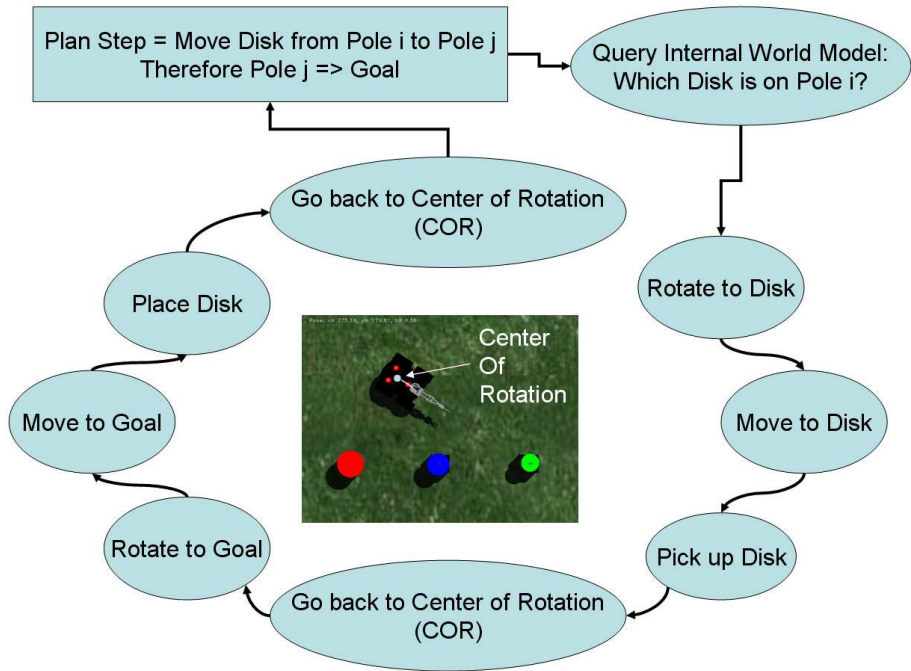 Plan Step = Move Disk from Pole i to Pole j
Therefore Pole j => Goal
Query Internal World Model:
Which Disk is on Pole i?
Rotate to Disk
Move to Disk
Pick up Disk
Go back to Center of Rotation
(COR)
Rotate to Goal
Move to Goal
Place Disk
Go back to Center of Rotation
(COR)
Center
Of
Rotation